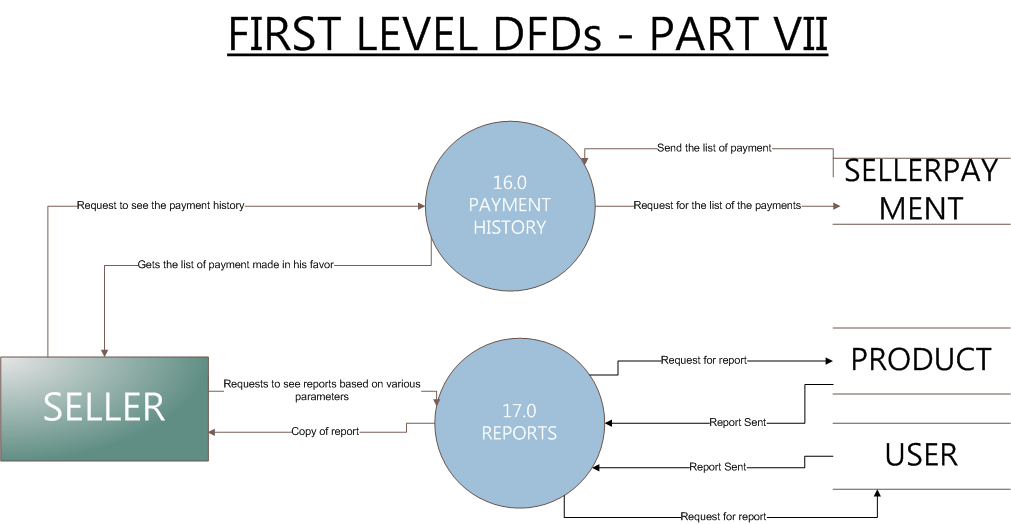 FIRST LEVEL DFDs - PART VII
Send the list of payment
16.0
PAYMENT
HISTORY
SELLERPAY
MENT
Request to see the payment history
Request for the list of the payments
Gets the list of payment made in his favor
SELLER
Requests to see reports based on various
parameters
Copy of report
17.0
REPORTS
Request for report
PRODUCT
Report Sent
USER
Report Sent
Request for report